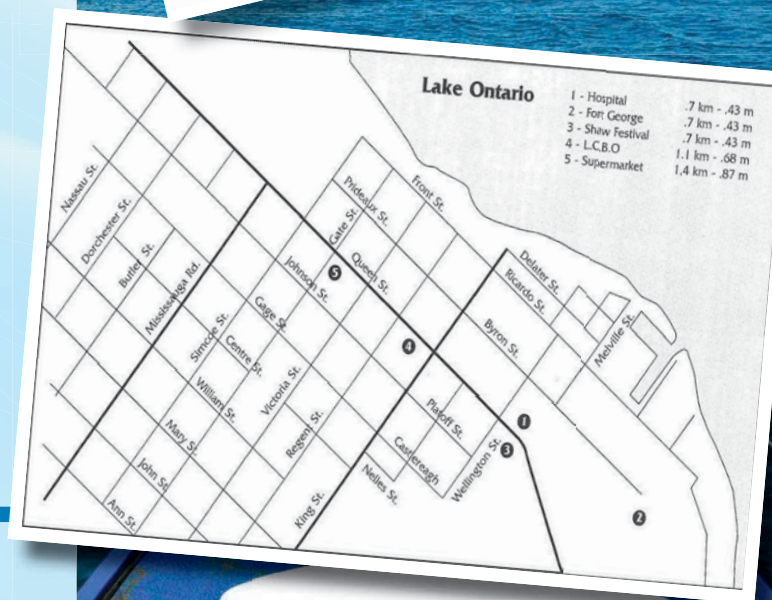 Lake Ontario
1 - Hospital .7 km - .43 m
2 - Fort George .7 km - .43 m
3 - Shaw Festival .7 km - .43 m
4 - L.C.B.O 1.1 km - .68 m
5 - Supermarket 1.4 km - .87 m
Front St.
Prideaux St.
Gate St.
Queen St.
Johnson St.
Gage St.
Nassau St.
Dorchester St.
Butler St.
Mississauga Rd.
Simcoe St.
Centre St.
William St.
Victoria St.
Regent St.
Mary St.
John St.
Ann St.
King St.
Nelles St.
Castlereagh
Platoff St.
Wellington St.
Byron St.
Ricardo St.
Delater St.
Melville St.
5
4
1
3
2